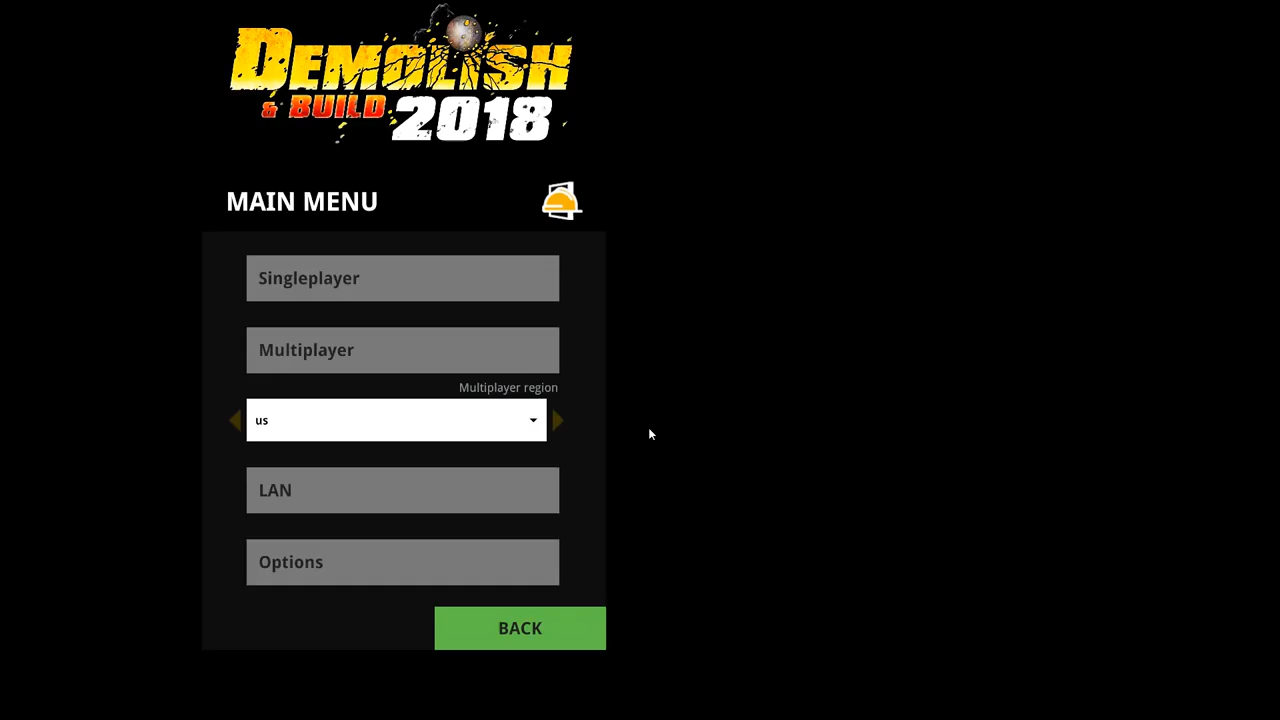 DEMOLISH
& BUILD 2018
MAIN MENU
Singleplayer
Multiplayer
Multiplayer region
us
LAN
Options
BACK